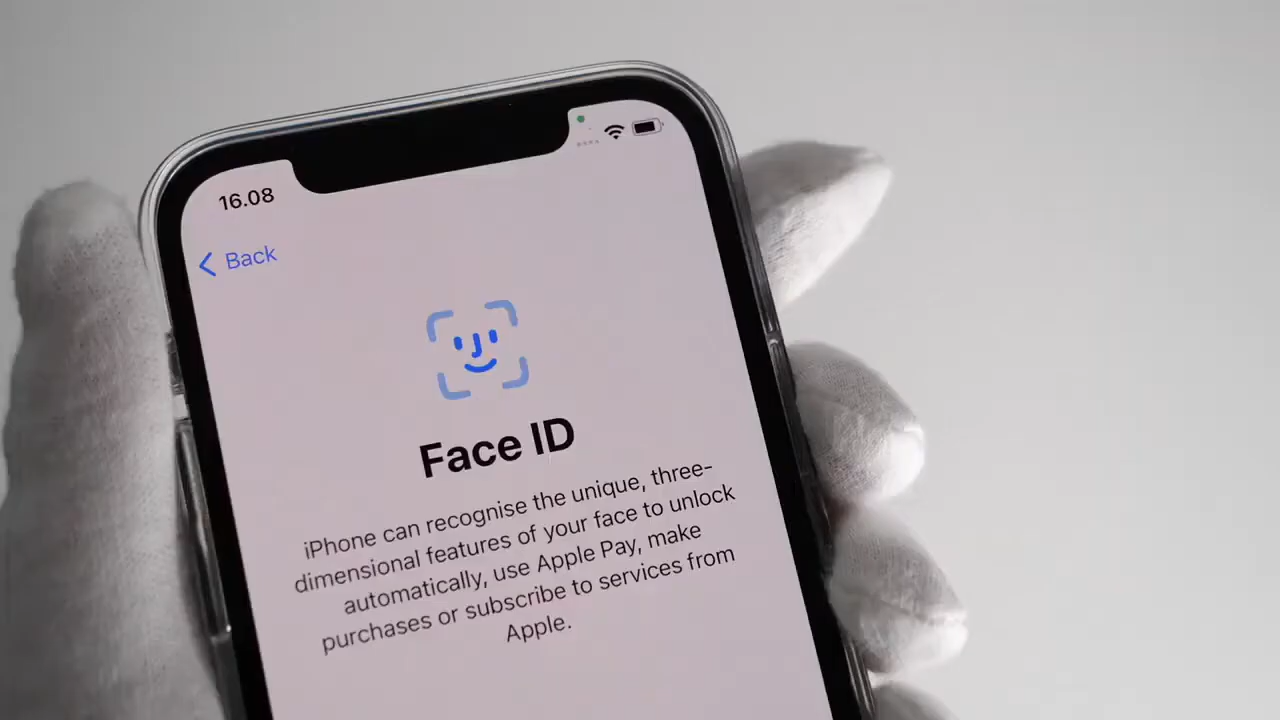 16.08
Back
Face ID
iPhone can recognise the unique, three-
dimensional features of your face to unlock
automatically, use Apple Pay, make
purchases or subscribe to services from
Apple.